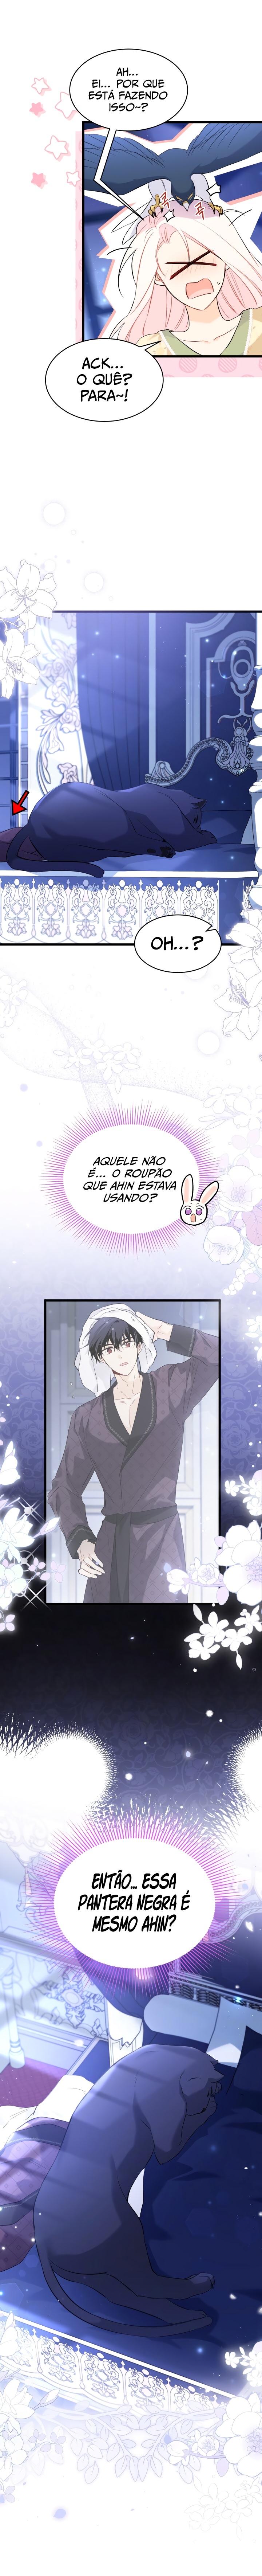 AH...
EI... POR QUE
ESTÁ FAZENDO
ISSO~?
ACK...
O QUÊ?
PARA~!
OH...?
AQUELE NÃO
É... O ROUPÃO
QUE AHIN ESTAVA
USANDO?
ENTÃO... ESSA
PANTERA NEGRA É
MESMO AHIN?